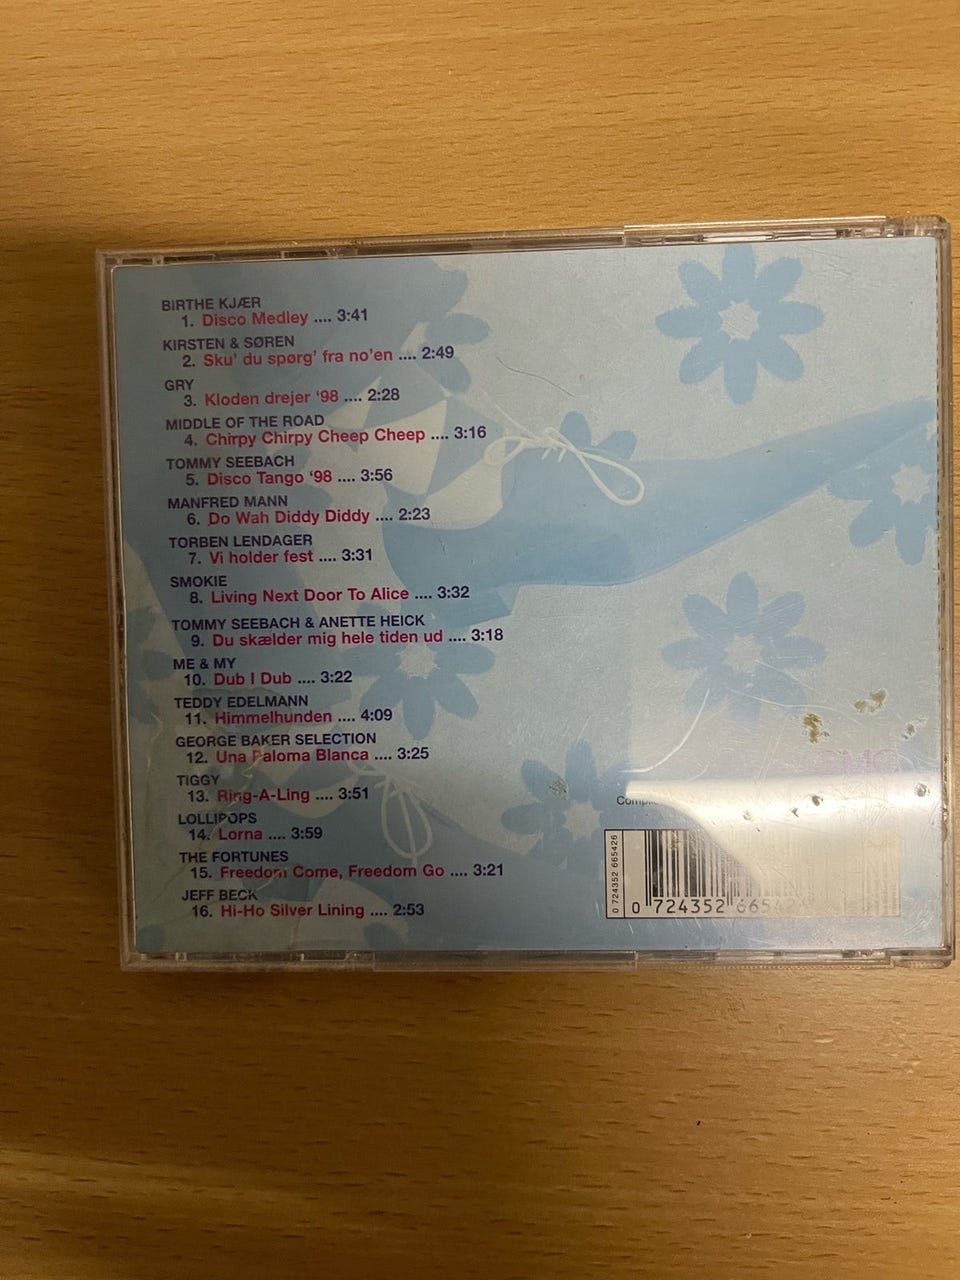 BIRTHE KJÆR
1. Disco Medley .... 3:41
KIRSTEN & SØREN
2. Sku' du spørg' fra no'en .... 2:49
GRY
3. Kloden drejer '98 .... 2:28
MIDDLE OF THE ROAD
4. Chirpy Chirpy Cheep Cheep .... 3:16
TOMMY SEEBACH
5. Disco Tango '98 .... 3:56
MANFRED MANN
6. Do Wah Diddy Diddy .... 2:23
TORBEN LENDAGER
7. Vi holder fest .... 3:31
SMOKIE
8. Living Next Door To Alice .... 3:32
TOMMY SEEBACH & ANETTE HEICK
9. Du skælder mig hele tiden ud .... 3:18
ME & MY
10. Dub I Dub .... 3:22
TEDDY EDELMANN
11. Himmelhunden .... 4:09
GEORGE BAKER SELECTION
12. Una Paloma Blanca .... 3:25
TIGGY
13. Ring-A-Ling .... 3:51
LOLLIPOPS
14. Lorna .... 3:59
THE FORTUNES
15. Freedom Come, Freedom Go .... 3:21
JEFF BECK
16. Hi-Ho Silver Lining .... 2:53
0 724352 665426
0 724352